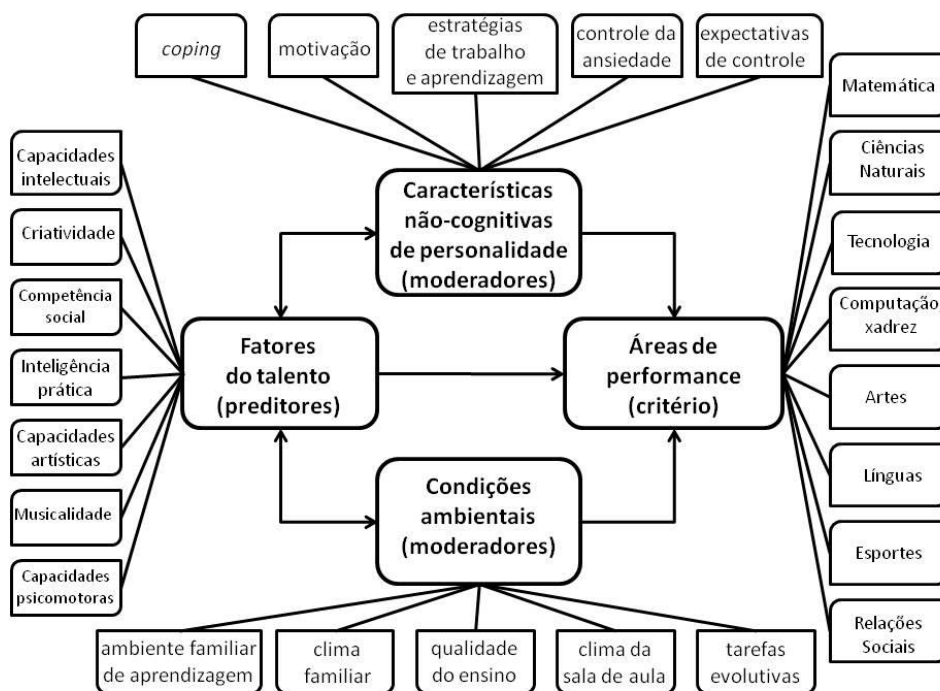 coping
motivação
estratégias
de trabalho
e aprendizagem
controle da
ansiedade
expectativas
de controle
Capacidades
intelectuais
Criatividade
Competência
social
Inteligência
prática
Capacidades
artísticas
Musicalidade
Capacidades
psicomotoras
Características
não-cognitivas
de personalidade
(moderadores)
Fatores
do talento
(preditores)
Áreas de
performance
(critério)
Condições
ambientais
(moderadores)
Matemática
Ciências
Naturais
Tecnologia
Computação
xadrez
Artes
Línguas
Esportes
Relações
Sociais
ambiente familiar
de aprendizagem
clima
familiar
qualidade
do ensino
clima da
sala de aula
tarefas
evolutivas